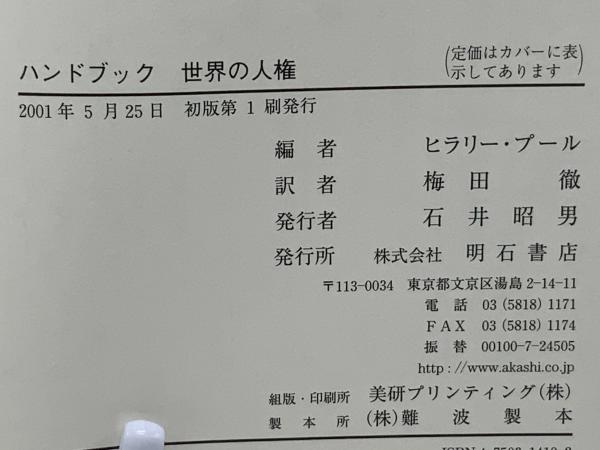 ハンドブック 世界の人権
(定価はカバーに表
示してあります)
2001年5月25日 初版第1刷発行
編者 ヒラリー・プール
訳者 梅田 徹
発行者 石井昭男
発行所 株式会社 明石書店
〒113-0034 東京都文京区湯島2-14-11
電話 03 (5818) 1171
FAX 03 (5818) 1174
振替 00100-7-24505
http://www.akashi.co.jp
組版・印刷所 美研プリンティング(株)
製本所 (株)難波製本